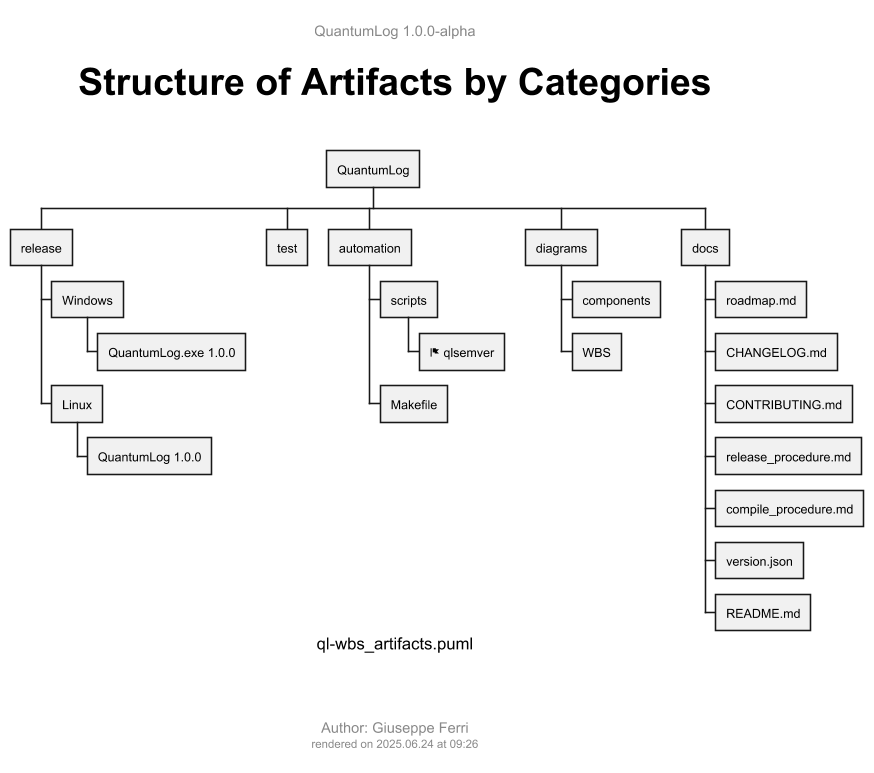 QuantumLog 1.0.0-alpha
Structure of Artifacts by Categories
QuantumLog
release
test
automation
diagrams
docs
Windows
scripts
components
roadmap.md
QuantumLog.exe 1.0.0
qlsemver
WBS
CHANGELOG.md
Linux
Makefile
CONTRIBUTING.md
QuantumLog 1.0.0
release_procedure.md
compile_procedure.md
version.json
README.md
ql-wbs_artifacts.puml
Author: Giuseppe Ferri
rendered on 2025.06.24 at 09:26